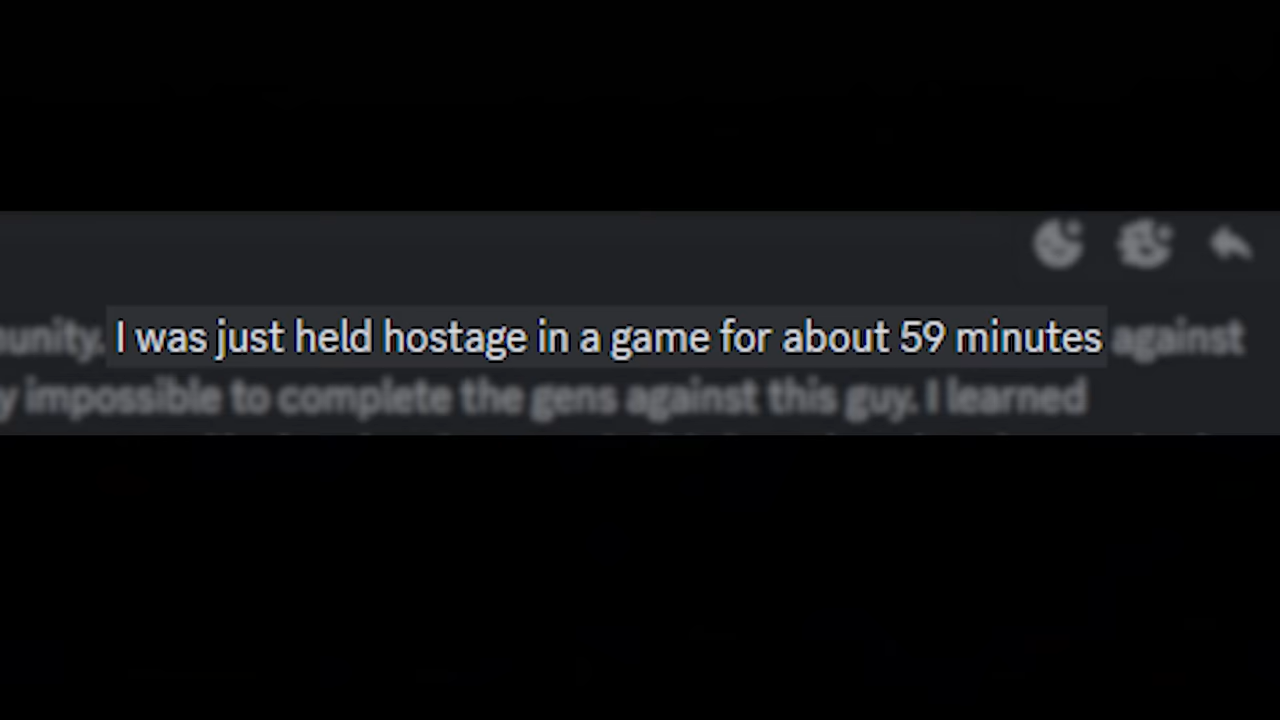 munity. I was just held hostage in a game for about 59 minutes against
y impossible to complete the gens against this guy. I learned